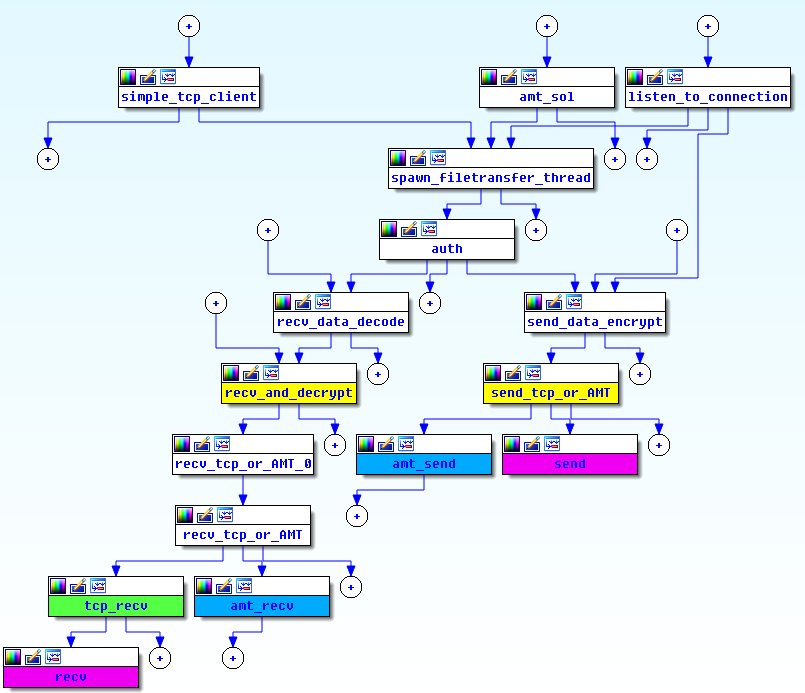 +
+
+
simple_tcp_client
amt_sol
listen_to_connection
+
+
+
spawn_filetransfer_thread
+
+
+
auth
+
+
recv_data_decode
send_data_encrypt
+
+
recv_and_decrypt
send_tcp_or_AMT
+
+
recv_tcp_or_AMT_0
amt_send
send
+
recv_tcp_or_AMT
+
tcp_recv
amt_recv
+
+
recv